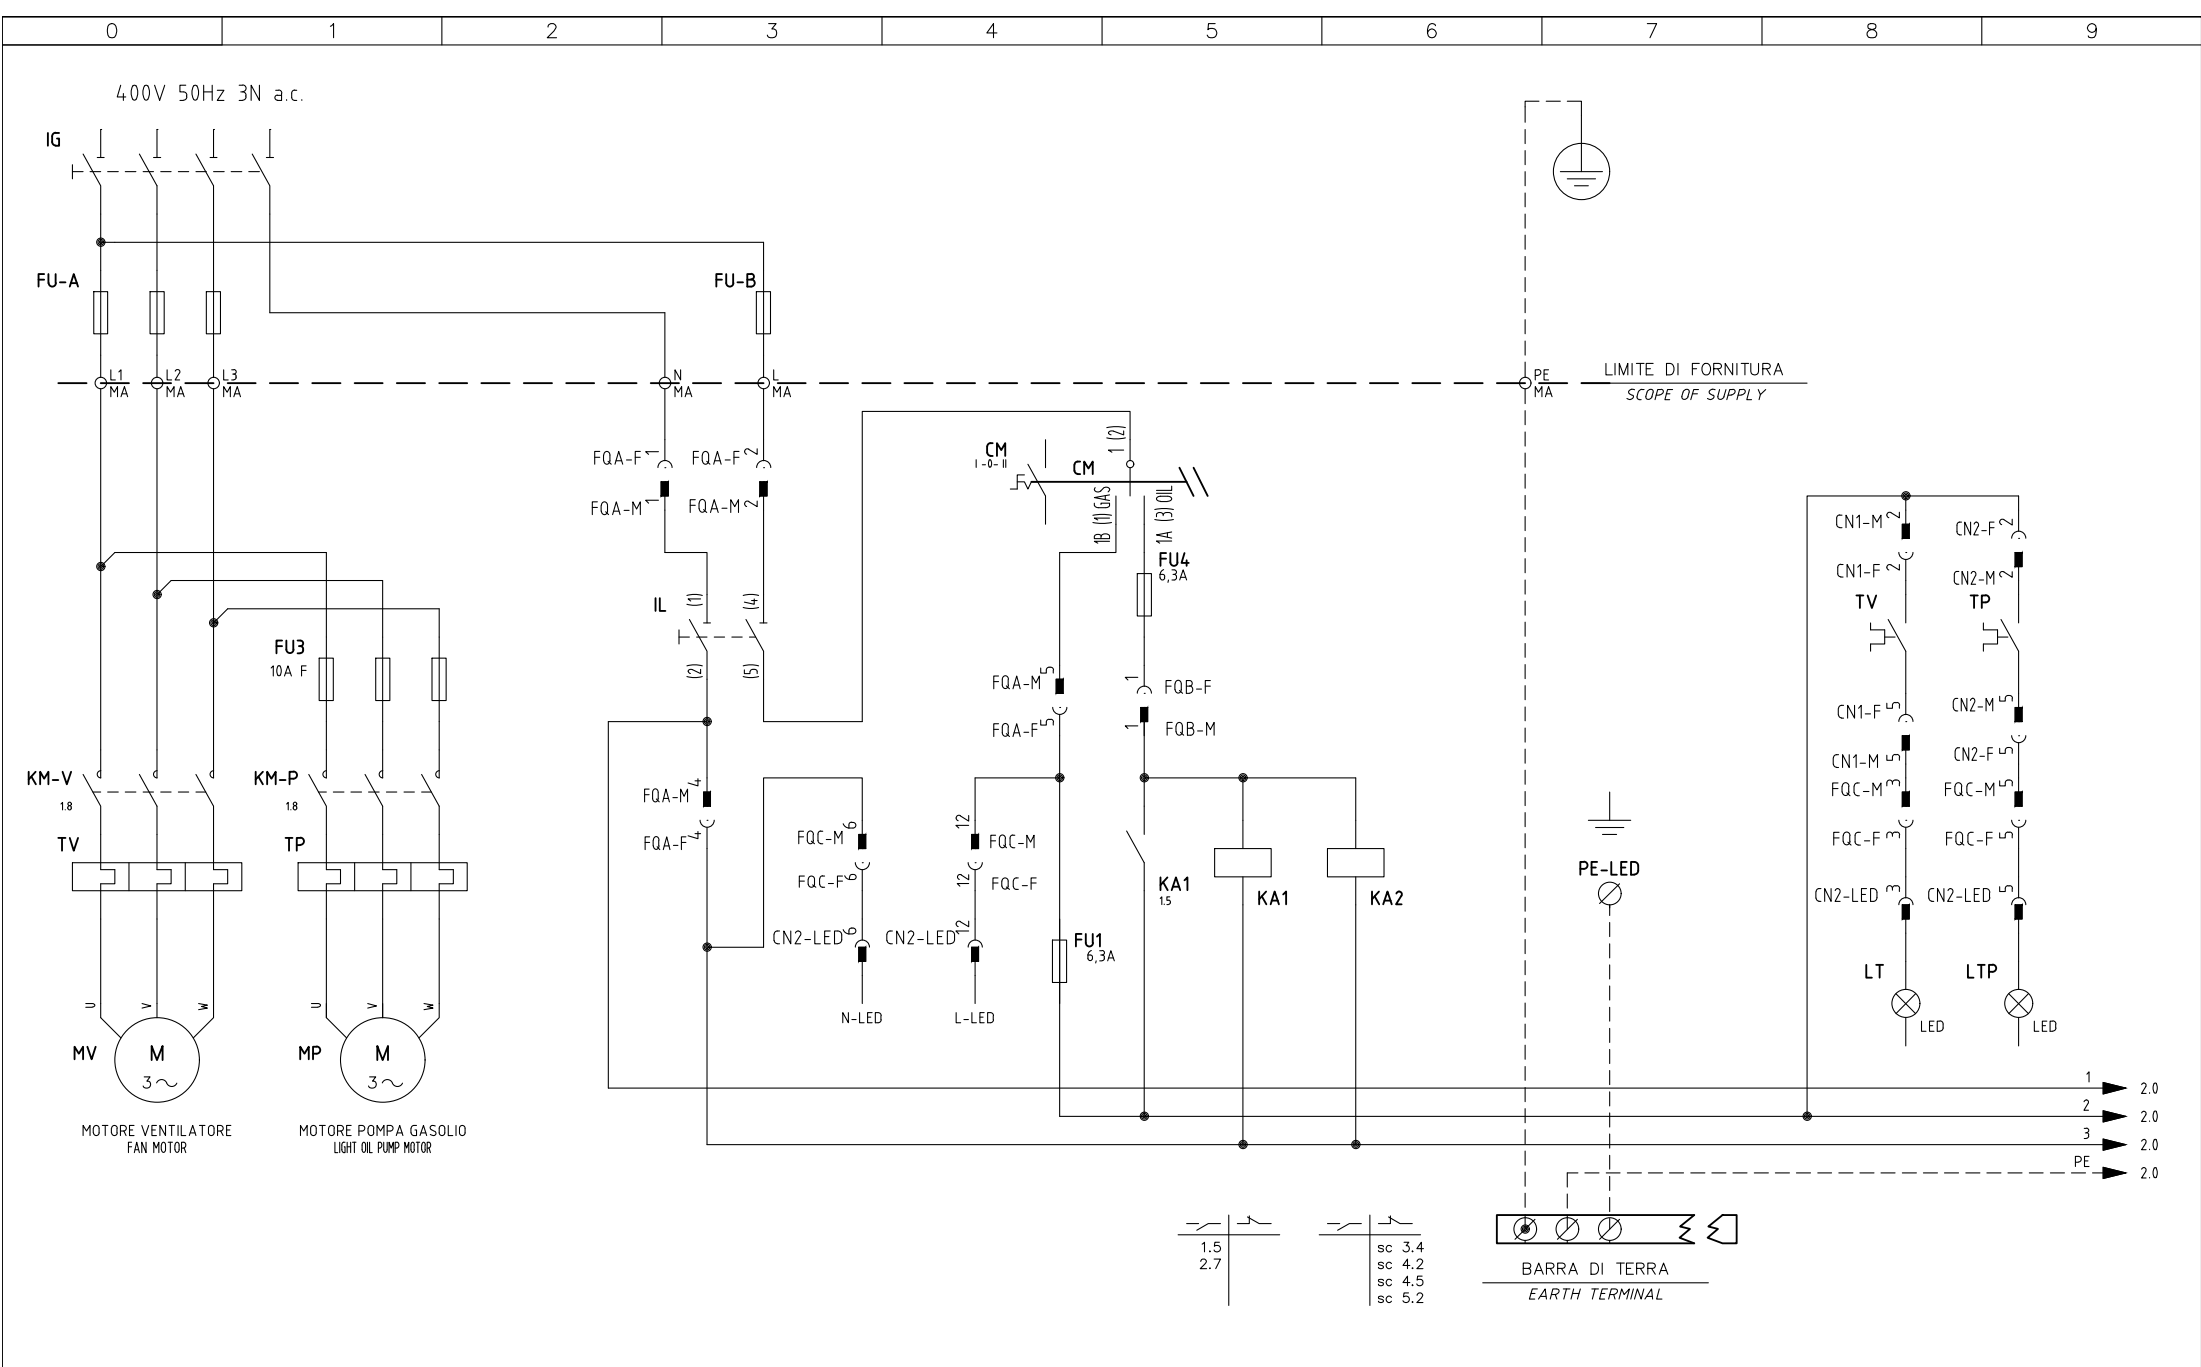 0 1 2 3 4 5 6 7 8 9
400V 50Hz 3N a.c.
IG
FU-A
FU-B
L1
MA
L2
MA
L3
MA
N
MA
L
MA
PE
MA
LIMITE DI FORNITURA
SCOPE OF SUPPLY
FQA-F 1
FQA-M 1
FQA-F 2
FQA-M 2
CM
I-0-II
CM
1 (2)
1B (1) GAS
1A (3) OIL
FU4
6,3A
IL
(1)
(4)
(2)
(5)
FU3
10A F
FQA-M 5
FQA-F 5
1 FQB-F
1 FQB-M
CN1-M 2
CN1-F 2
TV
CN1-F 5
CN1-M 5
FQC-M 3
FQC-F 3
CN2-LED 3
LT
LED
CN2-F 2
CN2-M 2
TP
CN2-M 5
CN2-F 5
FQC-M 5
FQC-F 5
CN2-LED 5
LTP
LED
KM-V
1.8
TV
KM-P
1.8
TP
FQA-M 4
FQA-F 4
FQC-M 6
FQC-F 6
CN2-LED 6
N-LED
12 FQC-M
12 FQC-F
CN2-LED 12
L-LED
FU1
6,3A
KA1
1.5
KA1
KA2
PE-LED
U V W
MV
M
3~
MOTORE VENTILATORE
FAN MOTOR
U V W
MP
M
3~
MOTORE POMPA GASOLIO
LIGHT OIL PUMP MOTOR
1 2.0
2 2.0
3 2.0
PE 2.0
1.5
2.7
sc 3.4
sc 4.2
sc 4.5
sc 5.2
BARRA DI TERRA
EARTH TERMINAL